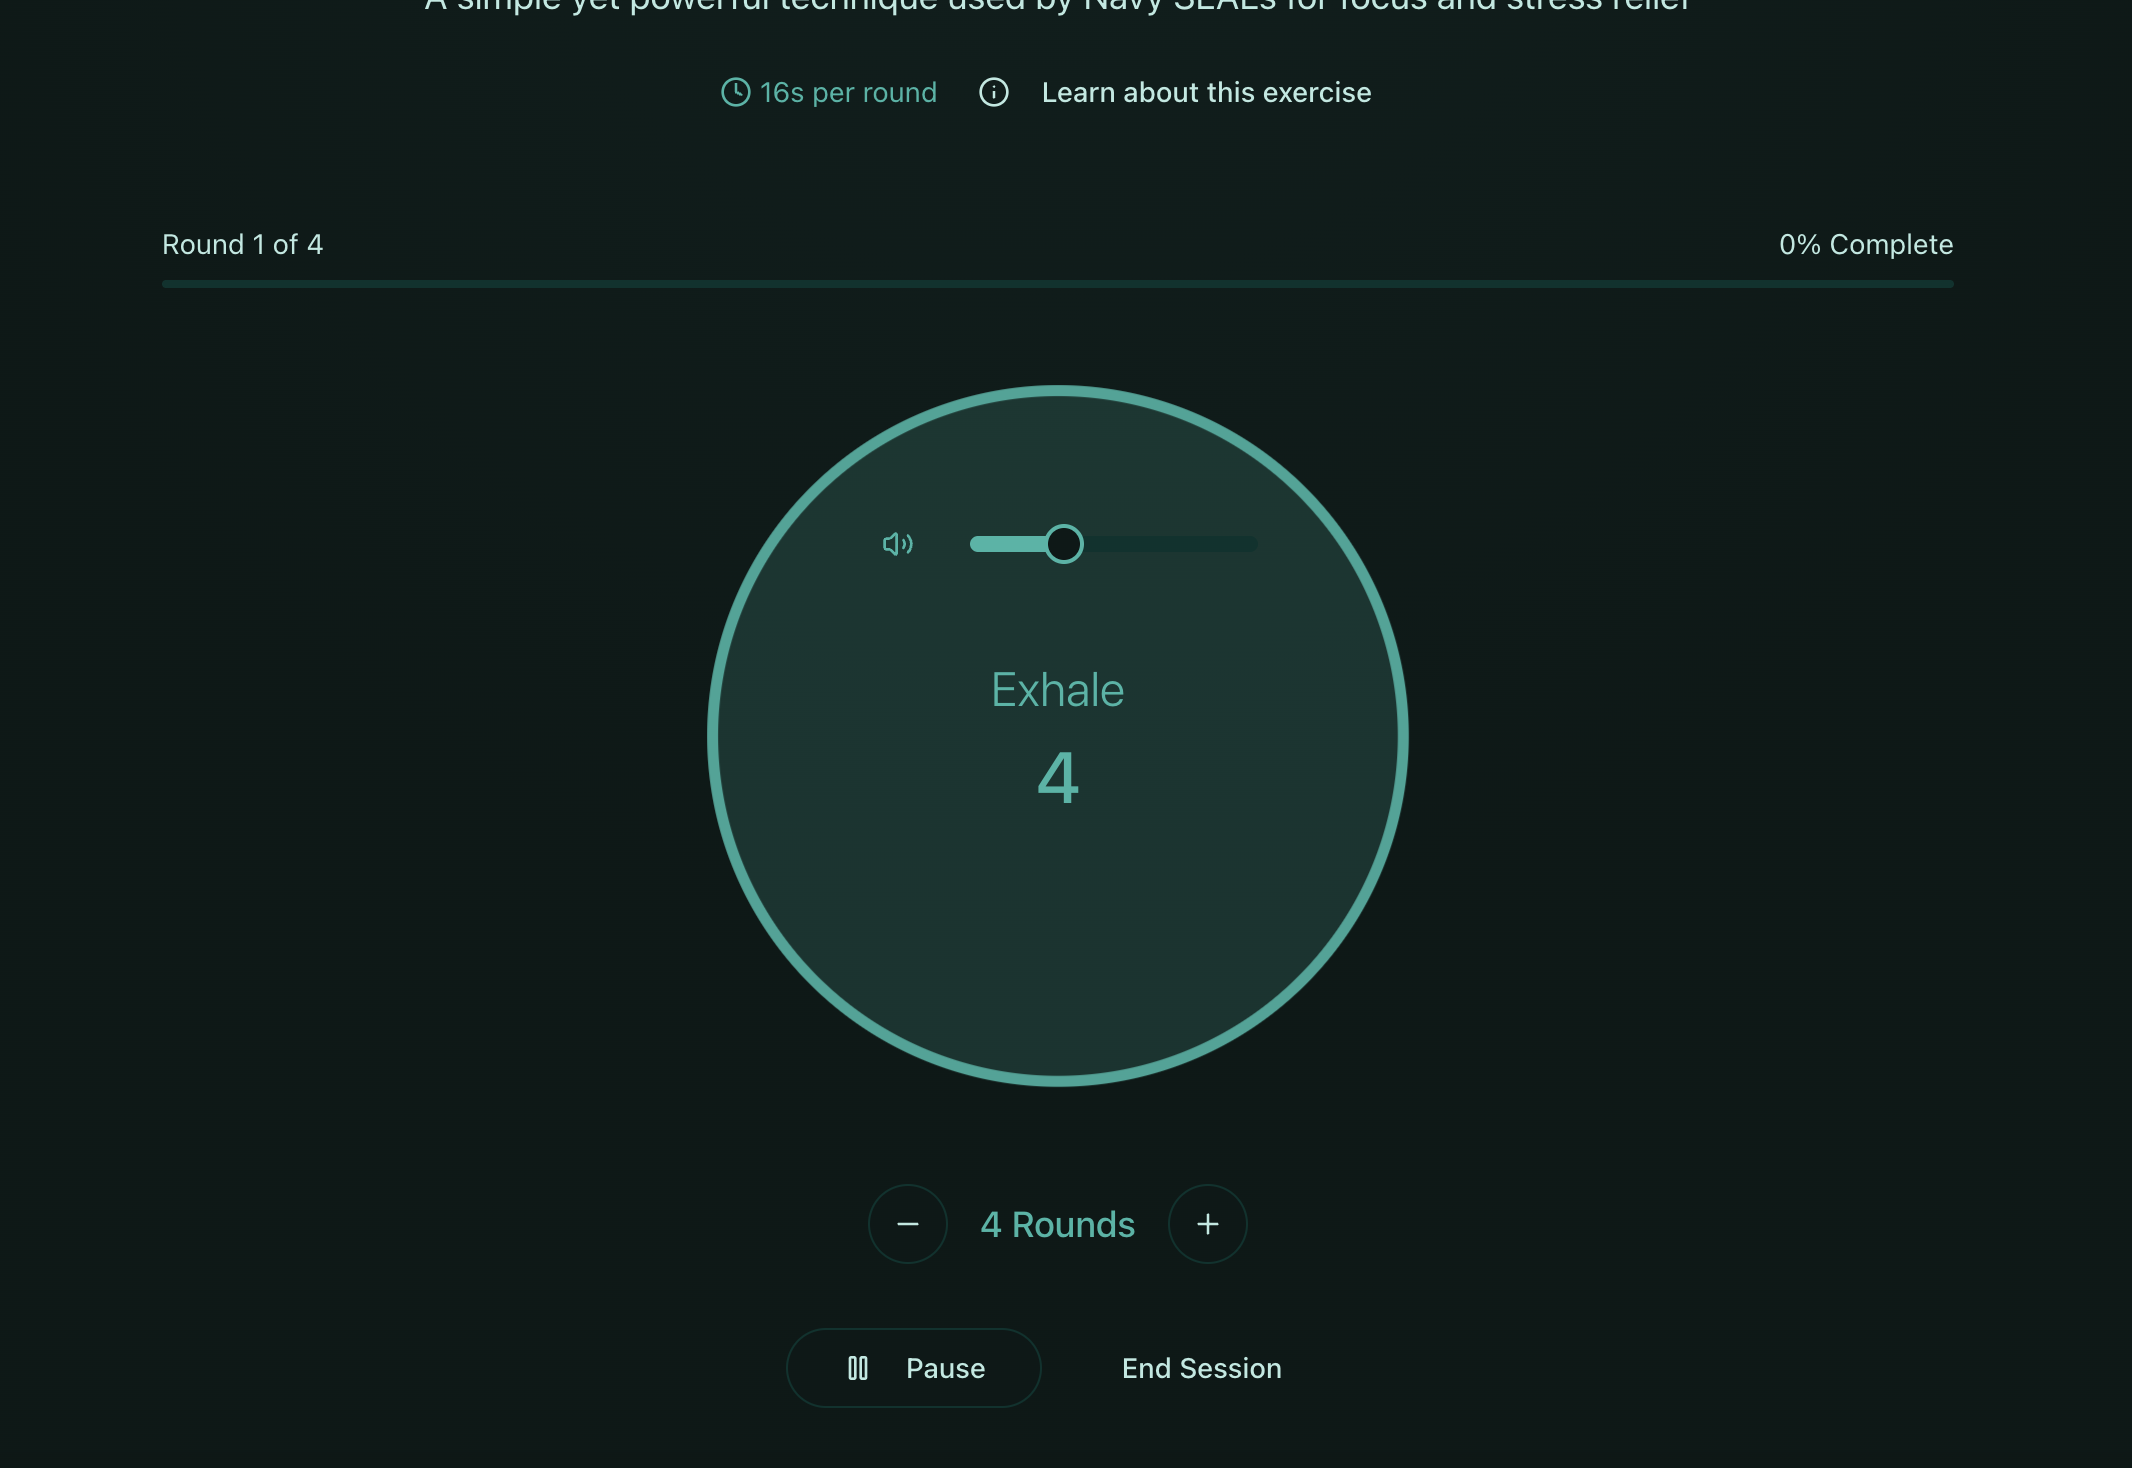 A simple yet powerful technique used by Navy SEALs for focus and stress relief
16s per round
Learn about this exercise
Round 1 of 4
0% Complete
Exhale
4
4 Rounds
Pause
End Session